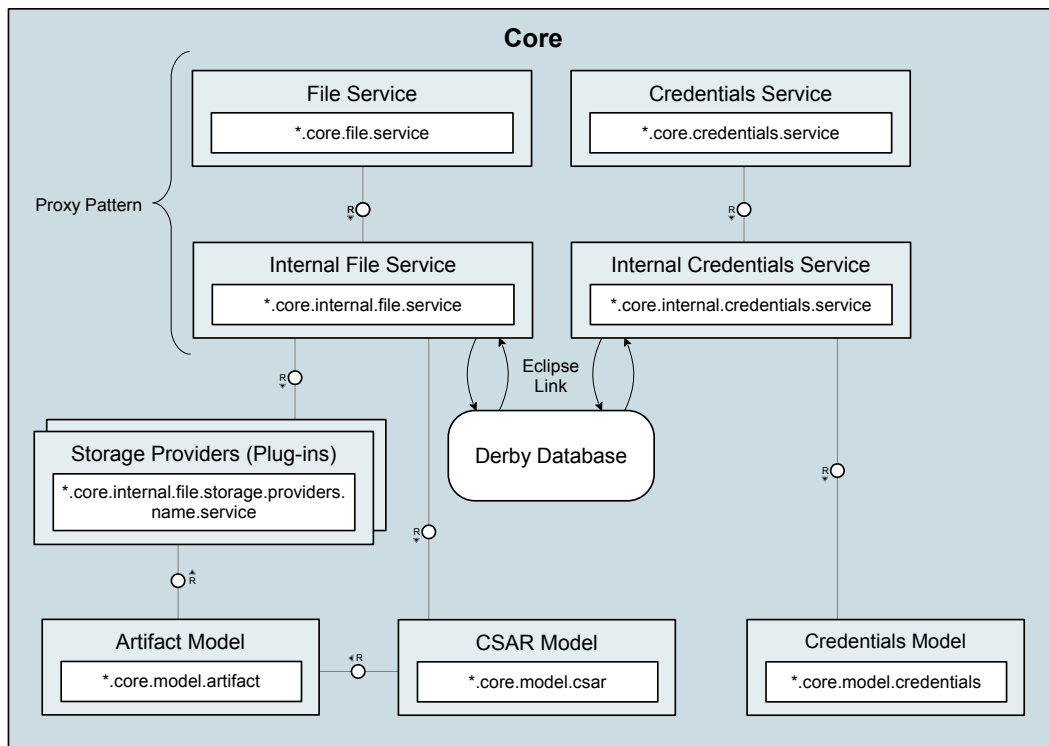 Core
File Service
*.core.file.service
Credentials Service
*.core.credentials.service
Proxy Pattern
R
R
Internal File Service
*.core.internal.file.service
Internal Credentials Service
*.core.internal.credentials.service
Eclipse
Link
R
Derby Database
Storage Providers (Plug-ins)
*.core.internal.file.storage.providers.
name.service
R
R
R
Artifact Model
*.core.model.artifact
R
CSAR Model
*.core.model.csar
Credentials Model
*.core.model.credentials